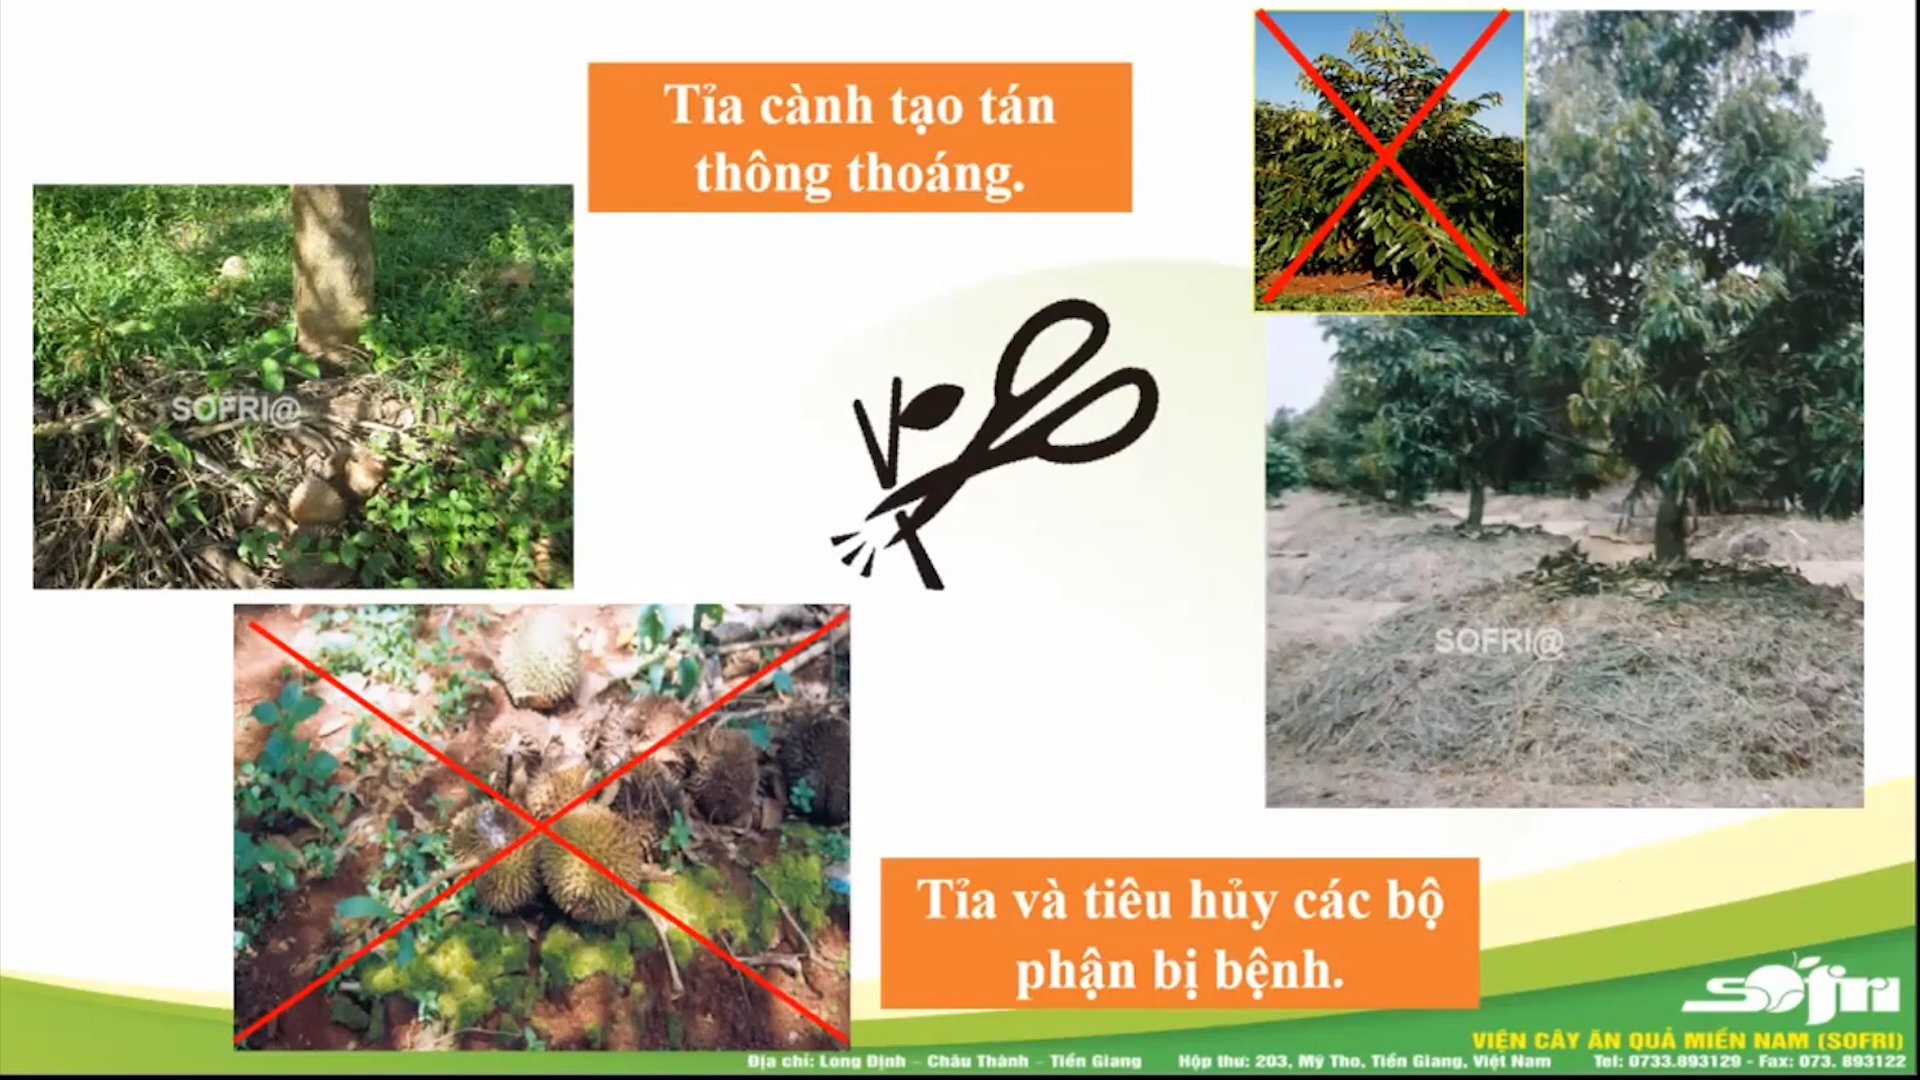 Tỉa cành tạo tán
thông thoáng.
SOFRI@
SOFRI@
Tỉa và tiêu hủy các bộ
phận bị bệnh.
sofri
VIỆN CÂY ĂN QUẢ MIỀN NAM (SOFRI)
Địa chỉ: Long Định – Châu Thành – Tiền Giang Hộp thư: 203, Mỹ Tho, Tiền Giang, Việt Nam Tel: 0733.893129 - Fax: 073. 893122